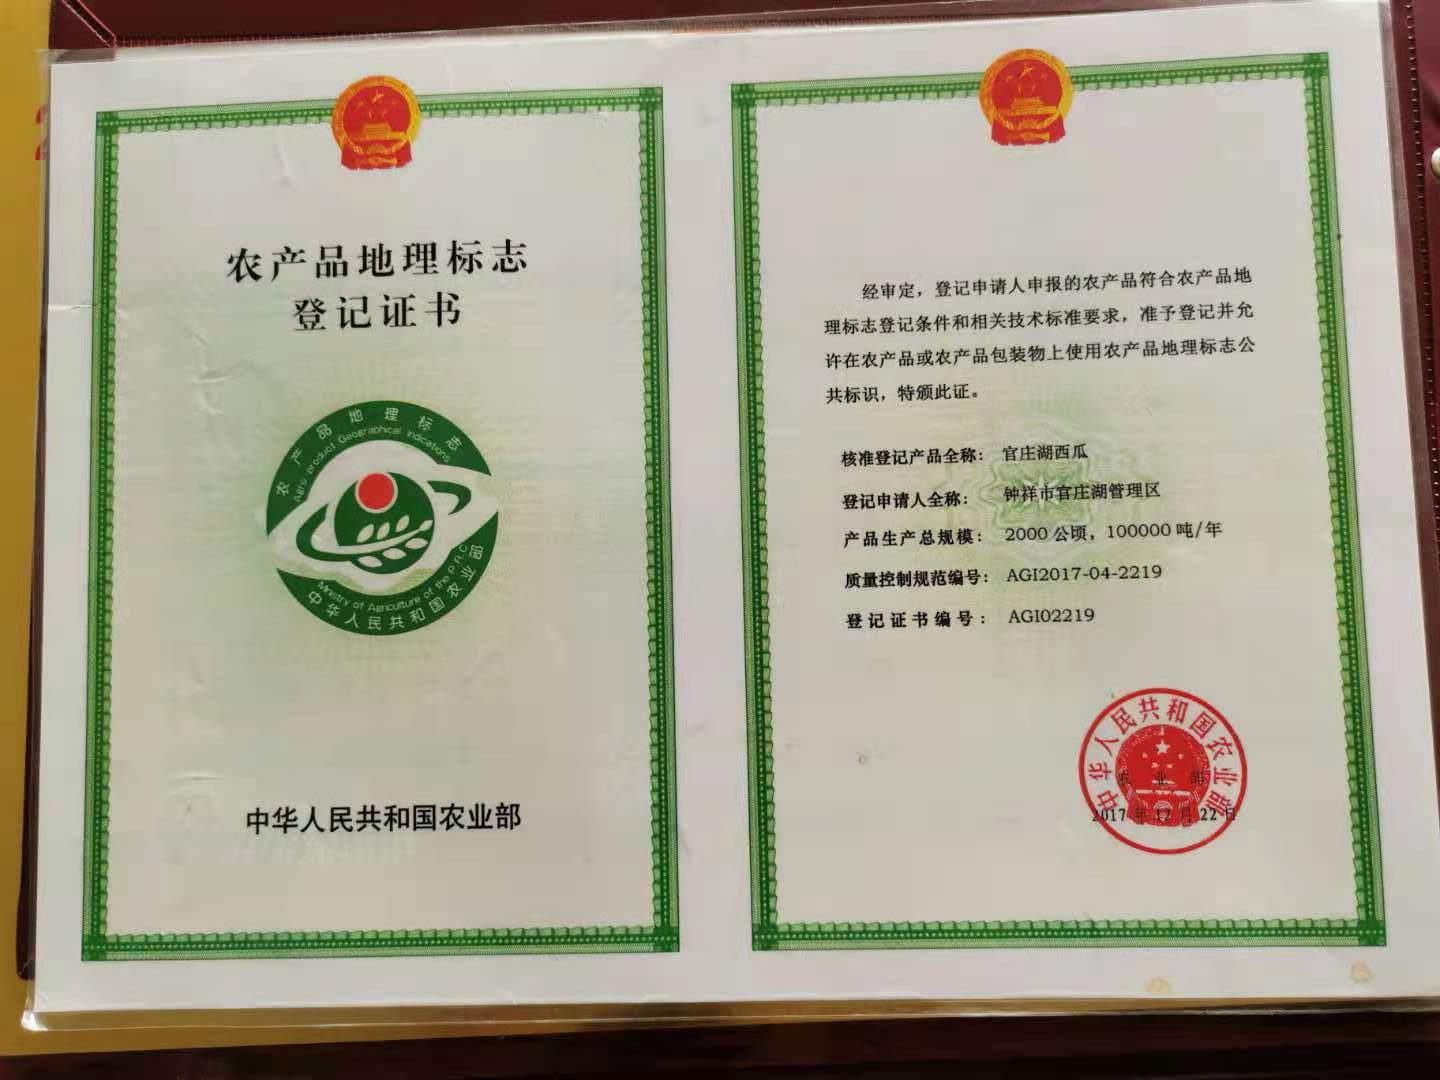 农产品地理标志
登记证书
农产品地理标志
Agro-product Geographical Indications
Ministry of Agriculture of the P.R.C
中华人民共和国农业部
中华人民共和国农业部
经审定，登记申请人申报的农产品符合农产品地
理标志登记条件和相关技术标准要求，准予登记并允
许在农产品或农产品包装物上使用农产品地理标志公
共标识，特颁此证。
核准登记产品全称： 官庄湖西瓜
登记申请人全称： 钟祥市官庄湖管理区
产品生产总规模： 2000 公顷，100000 吨/年
质量控制规范编号： AGI2017-04-2219
登记证书编号： AGI02219
中华人民共和国农业部
农 业 部
2017 年 12 月 22 日